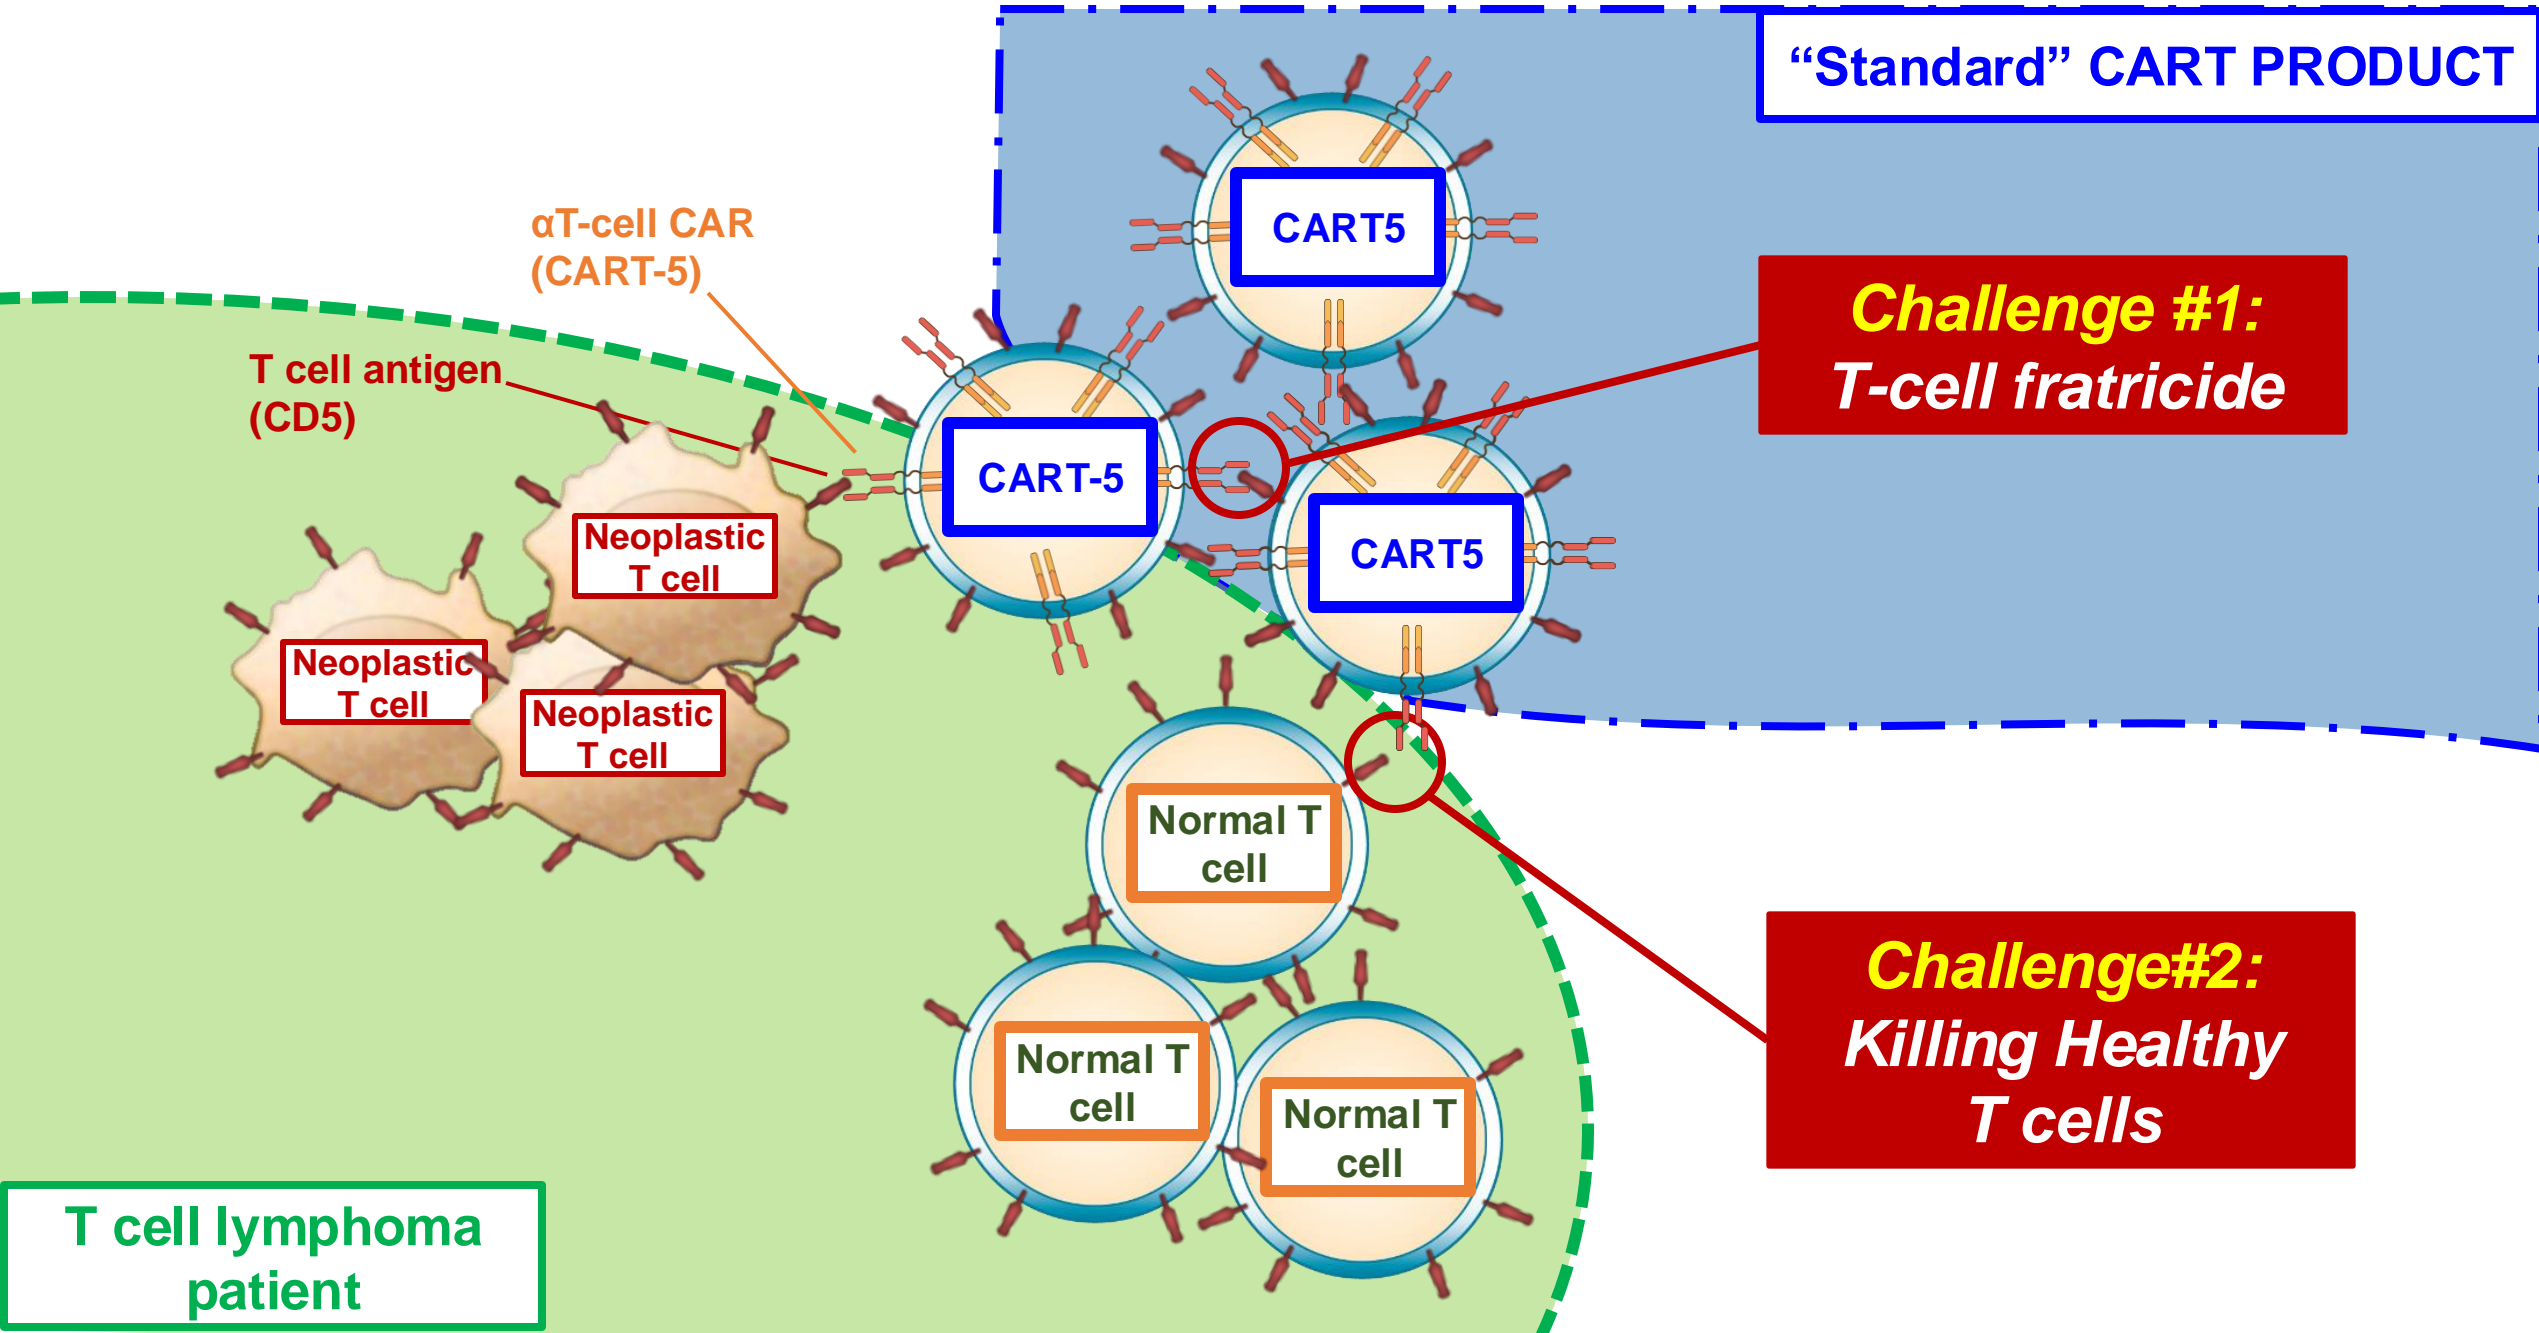 “Standard” CART PRODUCT
CART5
αT-cell CAR
(CART-5)
Challenge #1:
T-cell fratricide
T cell antigen
(CD5)
CART-5
CART5
Neoplastic
T cell
Neoplastic
T cell
Neoplastic
T cell
Normal T
cell
Normal T
cell
Normal T
cell
Challenge#2:
Killing Healthy
T cells
T cell lymphoma
patient